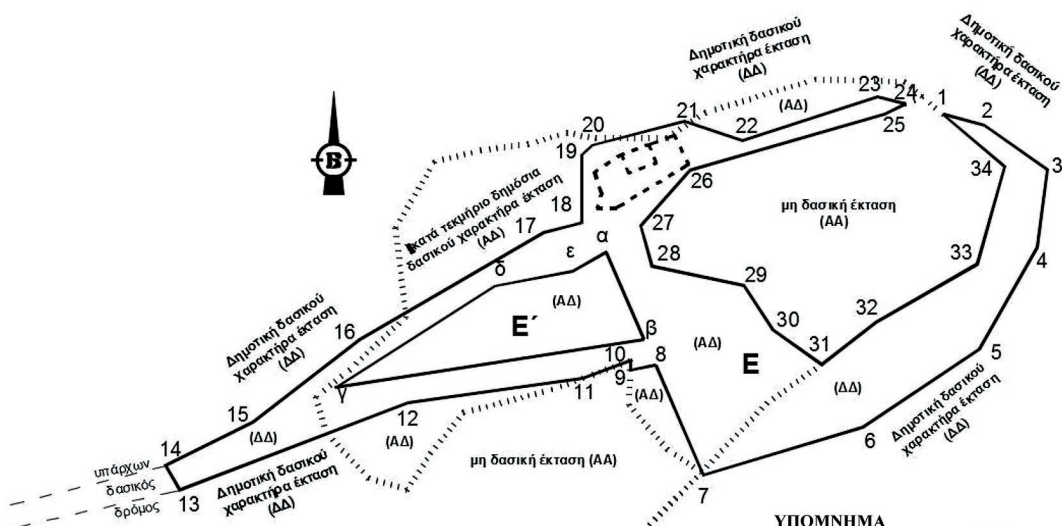 Δημοτική δασικού
χαρακτήρα έκταση
(ΔΔ)
Δημοτική δασικού
χαρακτήρα έκταση
(ΔΔ)
23
24
1
2
(ΑΔ)
21
22
25
20
19
Β
26
34
3
κατά τεκμήριο δημόσια
δασικού χαρακτήρα έκταση
(ΑΔ)
μη δασική έκταση
(ΑΑ)
18
17
α
27
28
33
4
δ
ε
29
(ΑΔ)
Ε΄
β
30
32
16
Δημοτική δασικού
χαρακτήρα έκταση
(ΔΔ)
(ΑΔ)
Ε
31
5
10
8
9
11
γ
(ΑΔ)
(ΔΔ)
12
15
6
Δημοτική δασικού
χαρακτήρα έκταση
(ΔΔ)
14
(ΔΔ)
(ΑΔ)
μη δασική έκταση (ΑΑ)
υπάρχων
δασικός
δρόμος
13
Δημοτική δασικού
χαρακτήρα έκταση
(ΔΔ)
7
ΥΠΟΜΝΗΜΑ